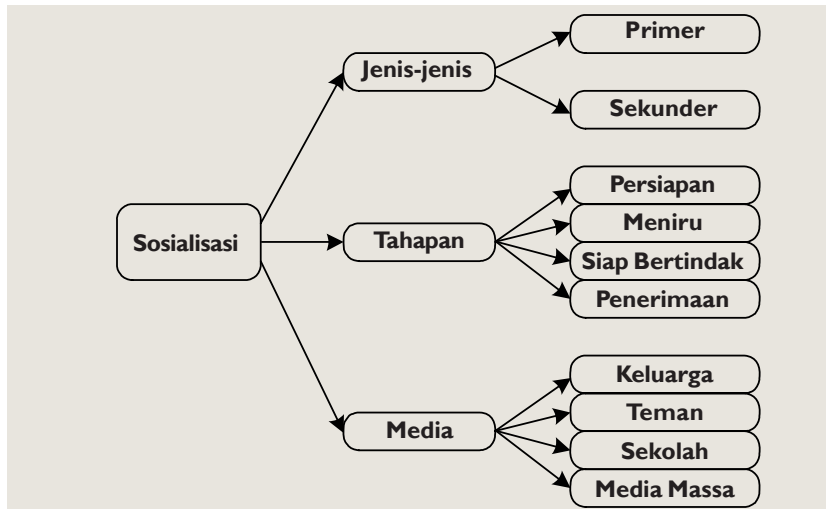 Sosialisasi
Jenis-jenis
Primer
Sekunder
Tahapan
Persiapan
Meniru
Siap Bertindak
Penerimaan
Media
Keluarga
Teman
Sekolah
Media Massa